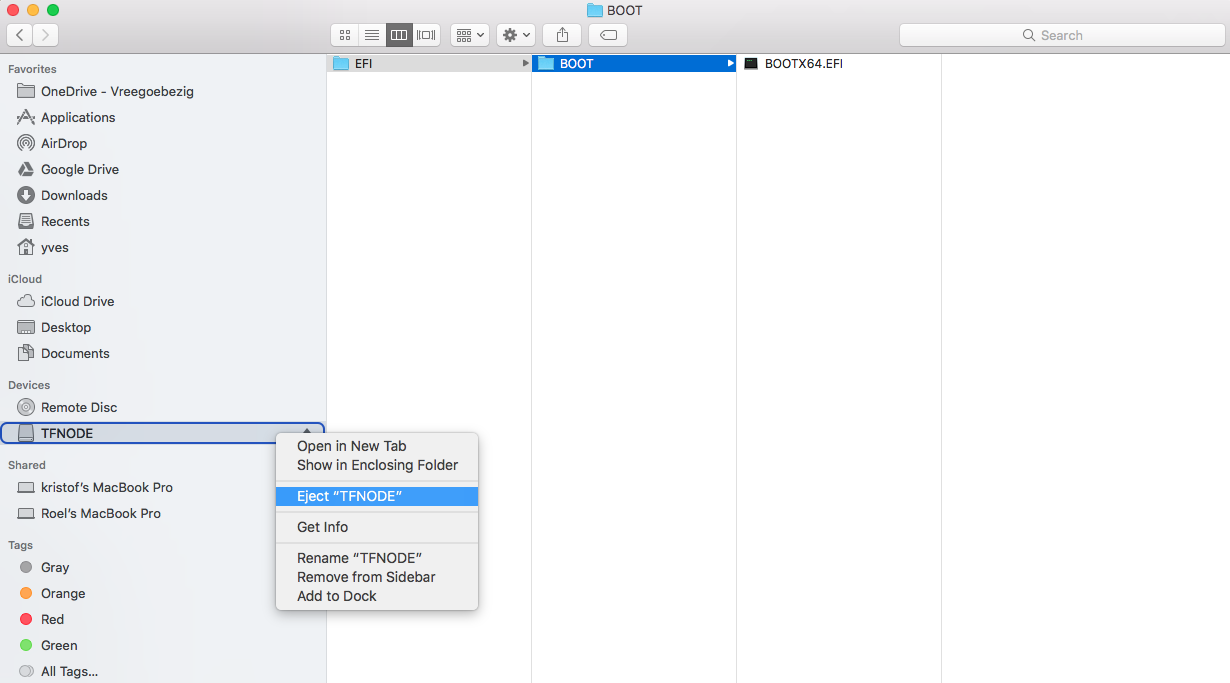 BOOT
Search
Favorites
OneDrive - Vreegoebezig
Applications
AirDrop
Google Drive
Downloads
Recents
yves
iCloud
iCloud Drive
Desktop
Documents
Devices
Remote Disc
TFNODE
Shared
kristof’s MacBook Pro
Roel’s MacBook Pro
Tags
Gray
Orange
Red
Green
All Tags...
EFI
BOOT
BOOTX64.EFI
Open in New Tab
Show in Enclosing Folder
Eject “TFNODE”
Get Info
Rename “TFNODE”
Remove from Sidebar
Add to Dock